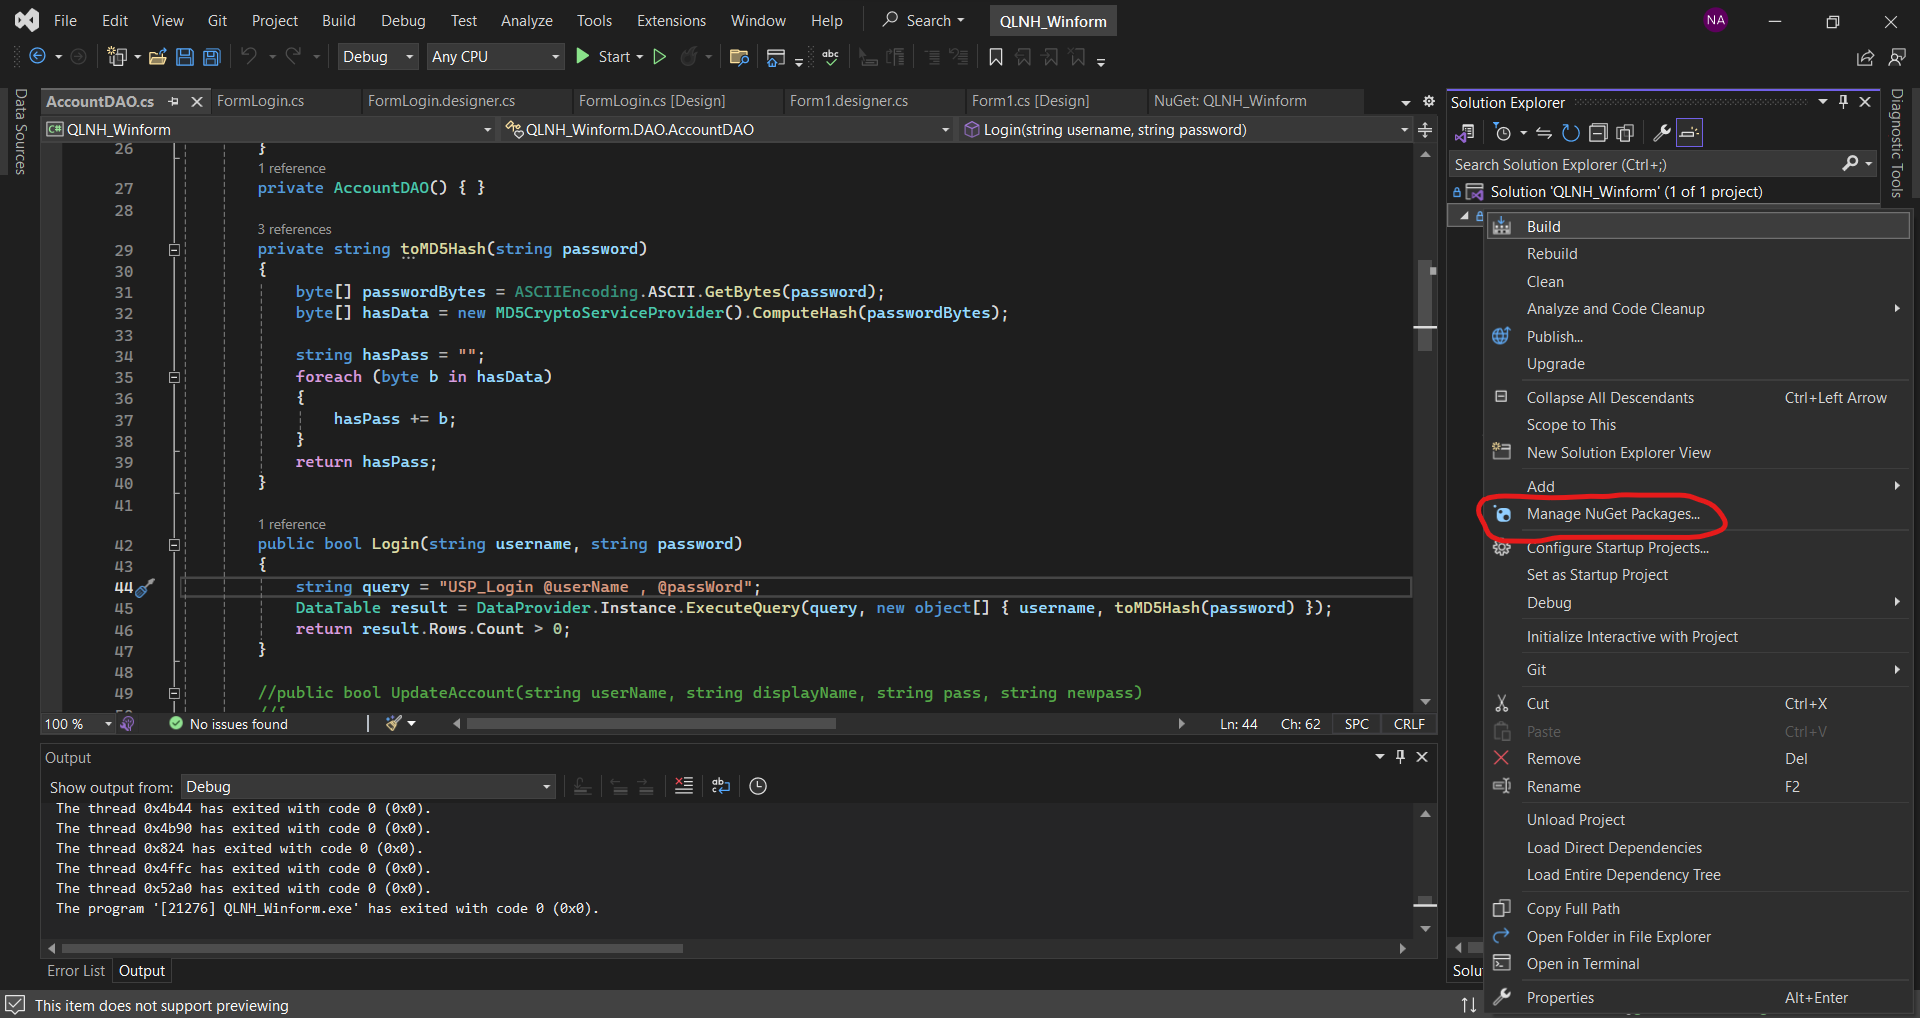 File Edit View Git Project Build Debug Test Analyze Tools Extensions Window Help Search QLNH_Winform NA
Debug Any CPU Start
Data Sources
AccountDAO.cs FormLogin.cs FormLogin.designer.cs FormLogin.cs [Design] Form1.designer.cs Form1.cs [Design] NuGet: QLNH_Winform
C# QLNH_Winform QLNH_Winform.DAO.AccountDAO Login(string username, string password)
26 }
1 reference
27 private AccountDAO() { }
28
3 references
29 private string toMD5Hash(string password)
30 {
31 byte[] passwordBytes = ASCIIEncoding.ASCII.GetBytes(password);
32 byte[] hasData = new MD5CryptoServiceProvider().ComputeHash(passwordBytes);
33
34 string hasPass = "";
35 foreach (byte b in hasData)
36 {
37 hasPass += b;
38 }
39 return hasPass;
40 }
41
1 reference
42 public bool Login(string username, string password)
43 {
44 string query = "USP_Login @userName , @passWord";
45 DataTable result = DataProvider.Instance.ExecuteQuery(query, new object[] { username, toMD5Hash(password) });
46 return result.Rows.Count > 0;
47 }
48
49 //public bool UpdateAccount(string userName, string displayName, string pass, string newpass)
//{
100 % No issues found Ln: 44 Ch: 62 SPC CRLF
Output
Show output from: Debug
The thread 0x4b44 has exited with code 0 (0x0).
The thread 0x4b90 has exited with code 0 (0x0).
The thread 0x824 has exited with code 0 (0x0).
The thread 0x4ffc has exited with code 0 (0x0).
The thread 0x52a0 has exited with code 0 (0x0).
The program '[21276] QLNH_Winform.exe' has exited with code 0 (0x0).
Error List Output
This item does not support previewing
Solution Explorer
Search Solution Explorer (Ctrl+;)
Solution 'QLNH_Winform' (1 of 1 project)
Diagnostic Tools
Build
Rebuild
Clean
Analyze and Code Cleanup
Publish...
Upgrade
Collapse All Descendants Ctrl+Left Arrow
Scope to This
New Solution Explorer View
Add
Manage NuGet Packages...
Configure Startup Projects...
Set as Startup Project
Debug
Initialize Interactive with Project
Git
Cut Ctrl+X
Paste Ctrl+V
Remove Del
Rename F2
Unload Project
Load Direct Dependencies
Load Entire Dependency Tree
Copy Full Path
Open Folder in File Explorer
Open in Terminal
Properties Alt+Enter
Solu